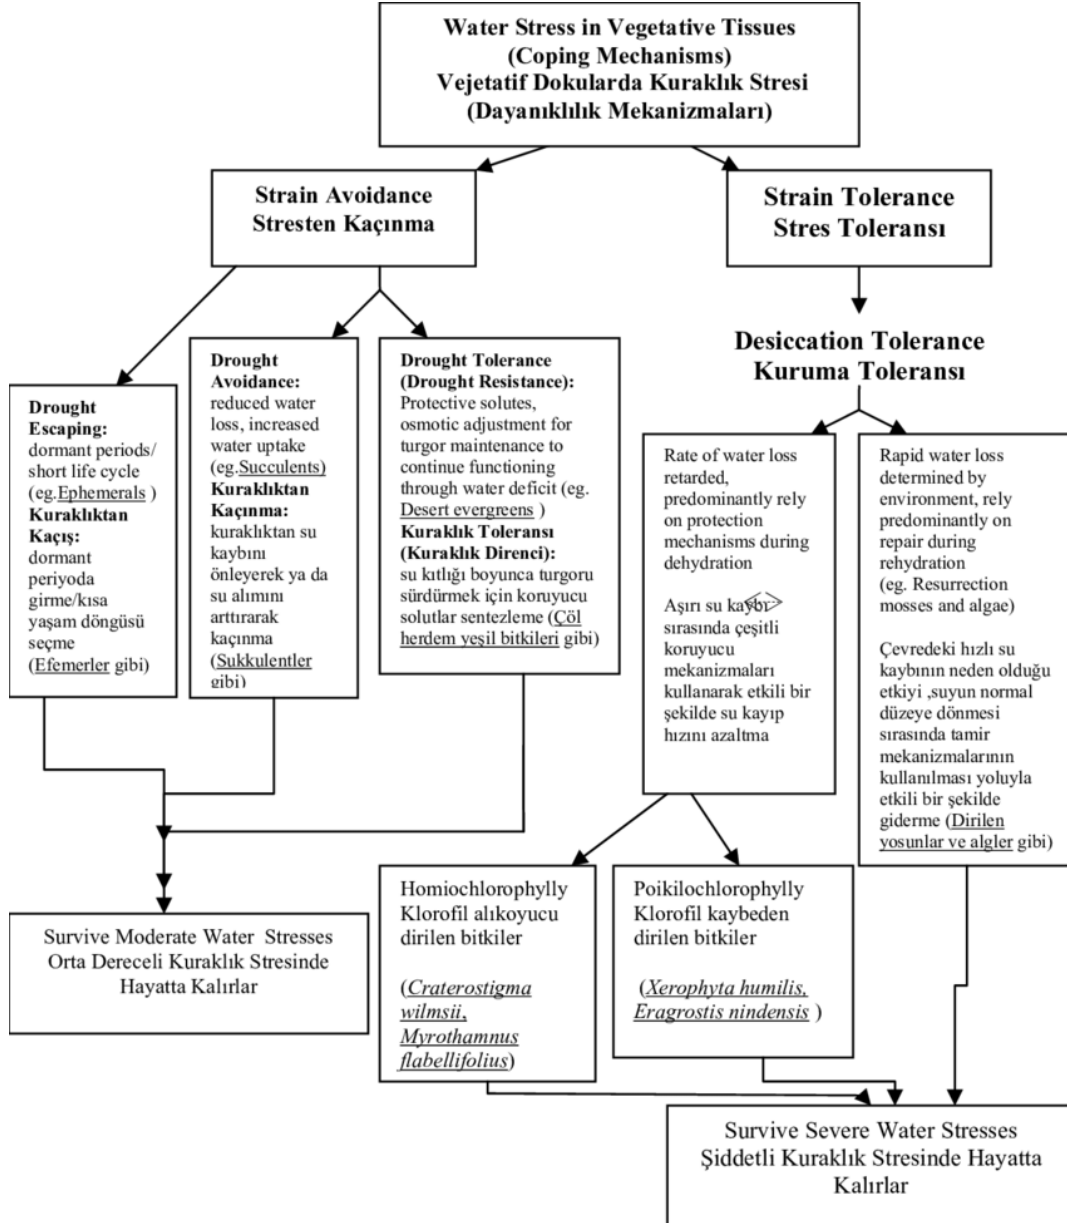 Water Stress in Vegetative Tissues
(Coping Mechanisms)
Vejetatif Dokularda Kuraklık Stresi
(Dayanıklılık Mekanizmaları)
Strain Avoidance
Stresten Kaçınma
Strain Tolerance
Stres Toleransı
Desiccation Tolerance
Kuruma Toleransı
Drought
Escaping:
dormant periods/
short life cycle
(eg.Ephemerals )
Kuraklıktan
Kaçış:
dormant
periyoda
girme/kısa
yaşam döngüsü
seçme
(Efemerler gibi)
Drought
Avoidance:
reduced water
loss, increased
water uptake
(eg.Succulents)
Kuraklıktan
Kaçınma:
kuraklıktan su
kaybını
önleyerek ya da
su alımını
arttırarak
kaçınma
(Sukkulentler
gibi)
Drought Tolerance
(Drought Resistance):
Protective solutes,
osmotic adjustment for
turgor maintenance to
continue functioning
through water deficit (eg.
Desert evergreens )
Kuraklık Toleransı
(Kuraklık Direnci):
su kıtlığı boyunca turgoru
sürdürmek için koruyucu
solutlar sentezleme (Çöl
herdem yeşil bitkileri gibi)
Rate of water loss
retarded,
predominantly rely
on protection
mechanisms during
dehydration
Aşırı su kaybı
sırasında çeşitli
koruyucu
mekanizmaları
kullanarak etkili bir
şekilde su kayıp
hızını azaltma
Rapid water loss
determined by
environment, rely
predominantly on
repair during
rehydration
(eg. Resurrection
mosses and algae)
Çevredeki hızlı su
kaybının neden olduğu
etkiyi ,suyun normal
düzeye dönmesi
sırasında tamir
mekanizmalarının
kullanılması yoluyla
etkili bir şekilde
giderme (Dirilen
yosunlar ve algler gibi)
Homiochlorophylly
Klorofil alıkoyucu
dirilen bitkiler
(Craterostigma
wilmsii,
Myrothamnus
flabellifolius)
Poikilochlorophylly
Klorofil kaybeden
dirilen bitkiler
(Xerophyta humilis,
Eragrostis nindensis )
Survive Moderate Water Stresses
Orta Dereceli Kuraklık Stresinde
Hayatta Kalırlar
Survive Severe Water Stresses
Şiddetli Kuraklık Stresinde Hayatta
Kalırlar